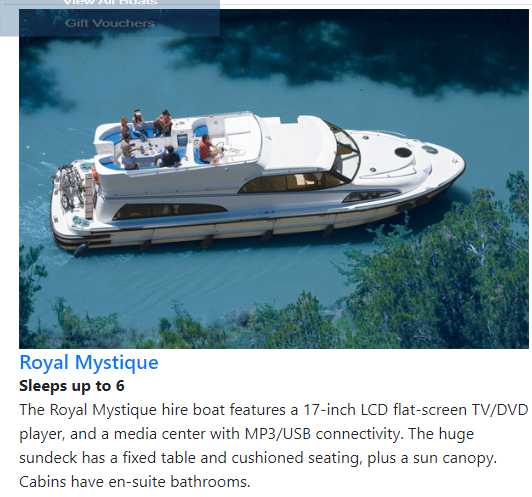 View All Boats
Gift Vouchers
Royal Mystique
Sleeps up to 6
The Royal Mystique hire boat features a 17-inch LCD flat-screen TV/DVD
player, and a media center with MP3/USB connectivity. The huge
sundeck has a fixed table and cushioned seating, plus a sun canopy.
Cabins have en-suite bathrooms.